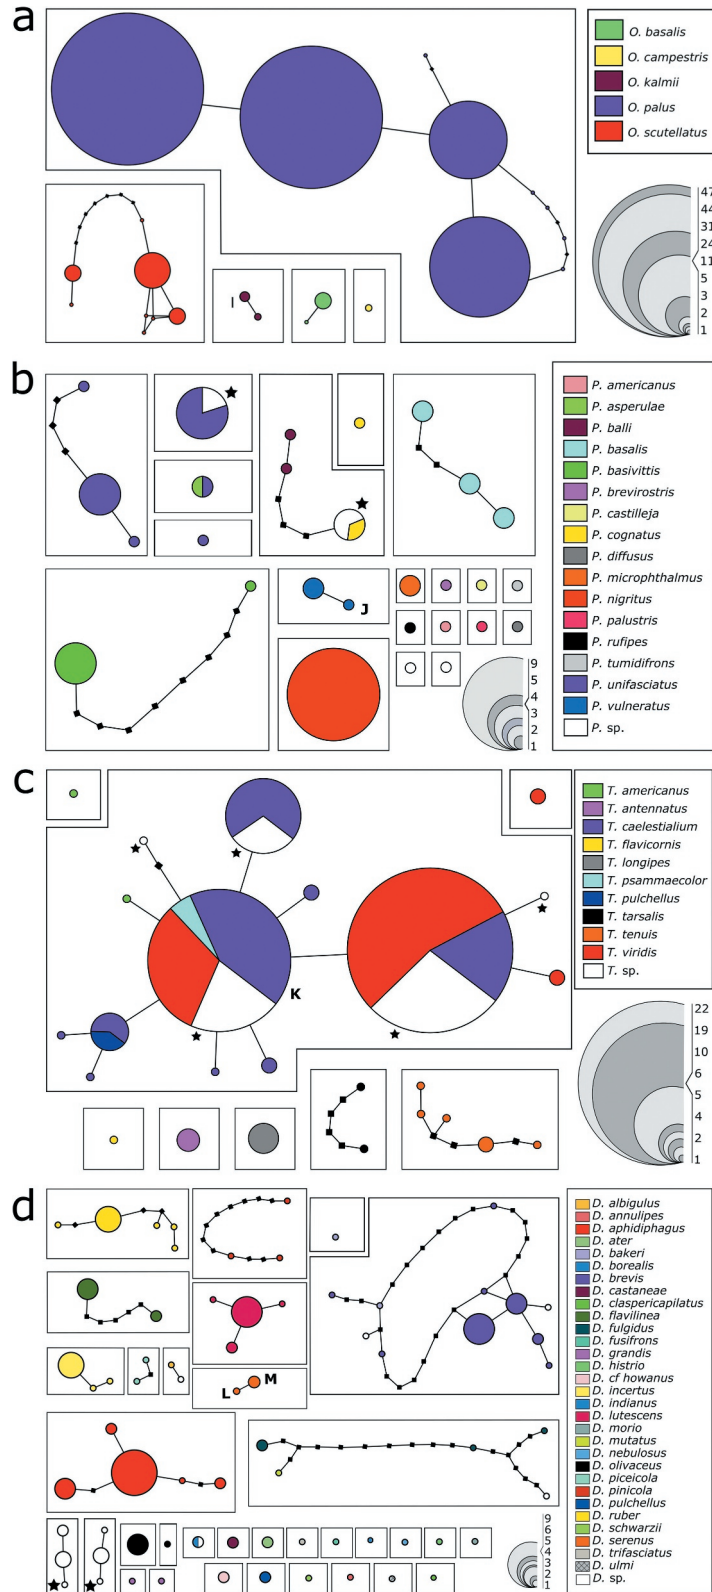 a
O. basalis
O. campestris
O. kalmii
O. palus
O. scutellatus
47
44
31
24
11
5
3
2
1
I
b
P. americanus
P. asperulae
P. balli
P. basalis
P. basivittis
P. brevirostris
P. castilleja
P. cognatus
P. diffusus
P. microphthalmus
P. nigritus
P. palustris
P. rufipes
P. tumidifrons
P. unifasciatus
P. vulneratus
P. sp.
J
9
5
4
3
2
1
c
T. americanus
T. antennatus
T. caelestialium
T. flavicornis
T. longipes
T. psammaecolor
T. pulchellus
T. tarsalis
T. tenuis
T. viridis
T. sp.
K
22
19
10
6
5
4
2
1
d
D. albigulus
D. annulipes
D. aphidiphagus
D. ater
D. bakeri
D. borealis
D. brevis
D. castaneae
D. claspericapilatus
D. flavilinea
D. fulgidus
D. fusifrons
D. grandis
D. histrio
D. cf howanus
D. incertus
D. indianus
D. lutescens
D. morio
D. mutatus
D. nebulosus
D. olivaceus
D. piceicola
D. pinicola
D. pulchellus
D. ruber
D. schwarzii
D. serenus
D. trifasciatus
D. ulmi
D. sp.
L
M
9
6
5
4
3
2
1